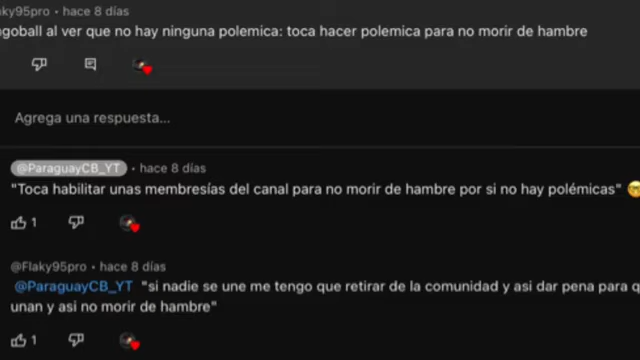 ky95pro • hace 8 días
goball al ver que no hay ninguna polemica: toca hacer polemica para no morir de hambre
Agrega una respuesta...
@ParaguayCB_YT • hace 8 días
"Toca habilitar unas membresías del canal para no morir de hambre por si no hay polémicas" 🤓
1
@Flaky95pro • hace 8 días
@ParaguayCB_YT "si nadie se une me tengo que retirar de la comunidad y asi dar pena para q
unan y asi no morir de hambre"
1